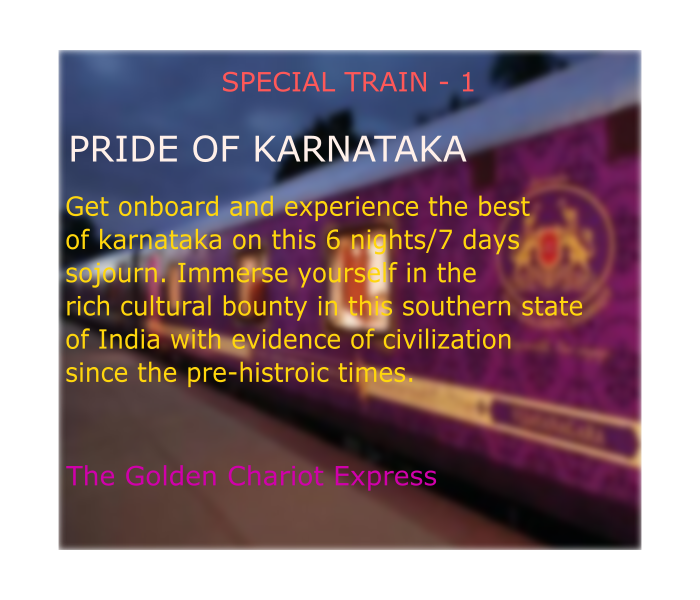 SPECIAL TRAIN - 1
PRIDE OF KARNATAKA
Get onboard and experience the best
of karnataka on this 6 nights/7 days
sojourn. Immerse yourself in the
rich cultural bounty in this southern state
of India with evidence of civilization
since the pre-histroic times.
The Golden Chariot Express